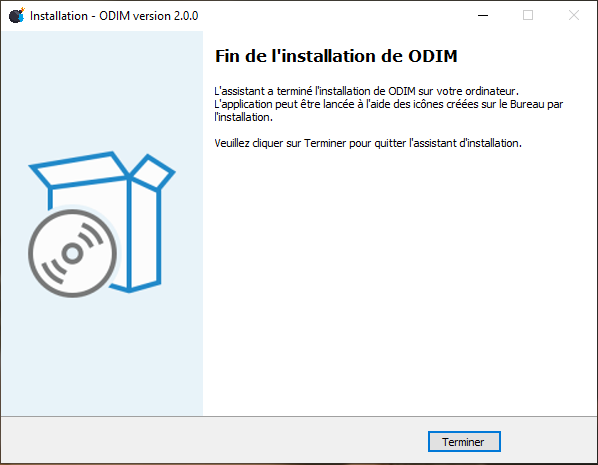 Installation - ODIM version 2.0.0
Fin de l'installation de ODIM
L'assistant a terminé l'installation de ODIM sur votre ordinateur.
L'application peut être lancée à l'aide des icônes créées sur le Bureau par
l'installation.
Veuillez cliquer sur Terminer pour quitter l'assistant d'installation.
Terminer